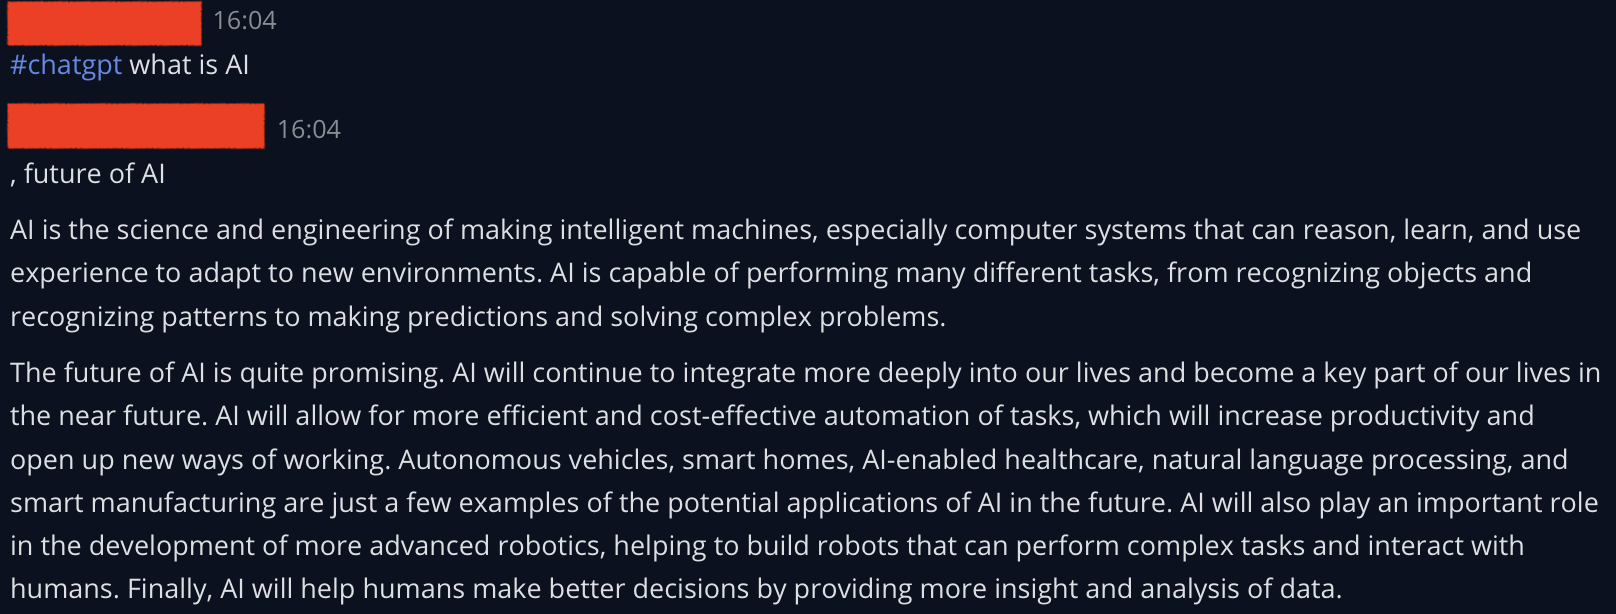 16:04
#chatgpt what is AI
16:04
, future of AI
AI is the science and engineering of making intelligent machines, especially computer systems that can reason, learn, and use
experience to adapt to new environments. AI is capable of performing many different tasks, from recognizing objects and
recognizing patterns to making predictions and solving complex problems.
The future of AI is quite promising. AI will continue to integrate more deeply into our lives and become a key part of our lives in
the near future. AI will allow for more efficient and cost-effective automation of tasks, which will increase productivity and
open up new ways of working. Autonomous vehicles, smart homes, AI-enabled healthcare, natural language processing, and
smart manufacturing are just a few examples of the potential applications of AI in the future. AI will also play an important role
in the development of more advanced robotics, helping to build robots that can perform complex tasks and interact with
humans. Finally, AI will help humans make better decisions by providing more insight and analysis of data.